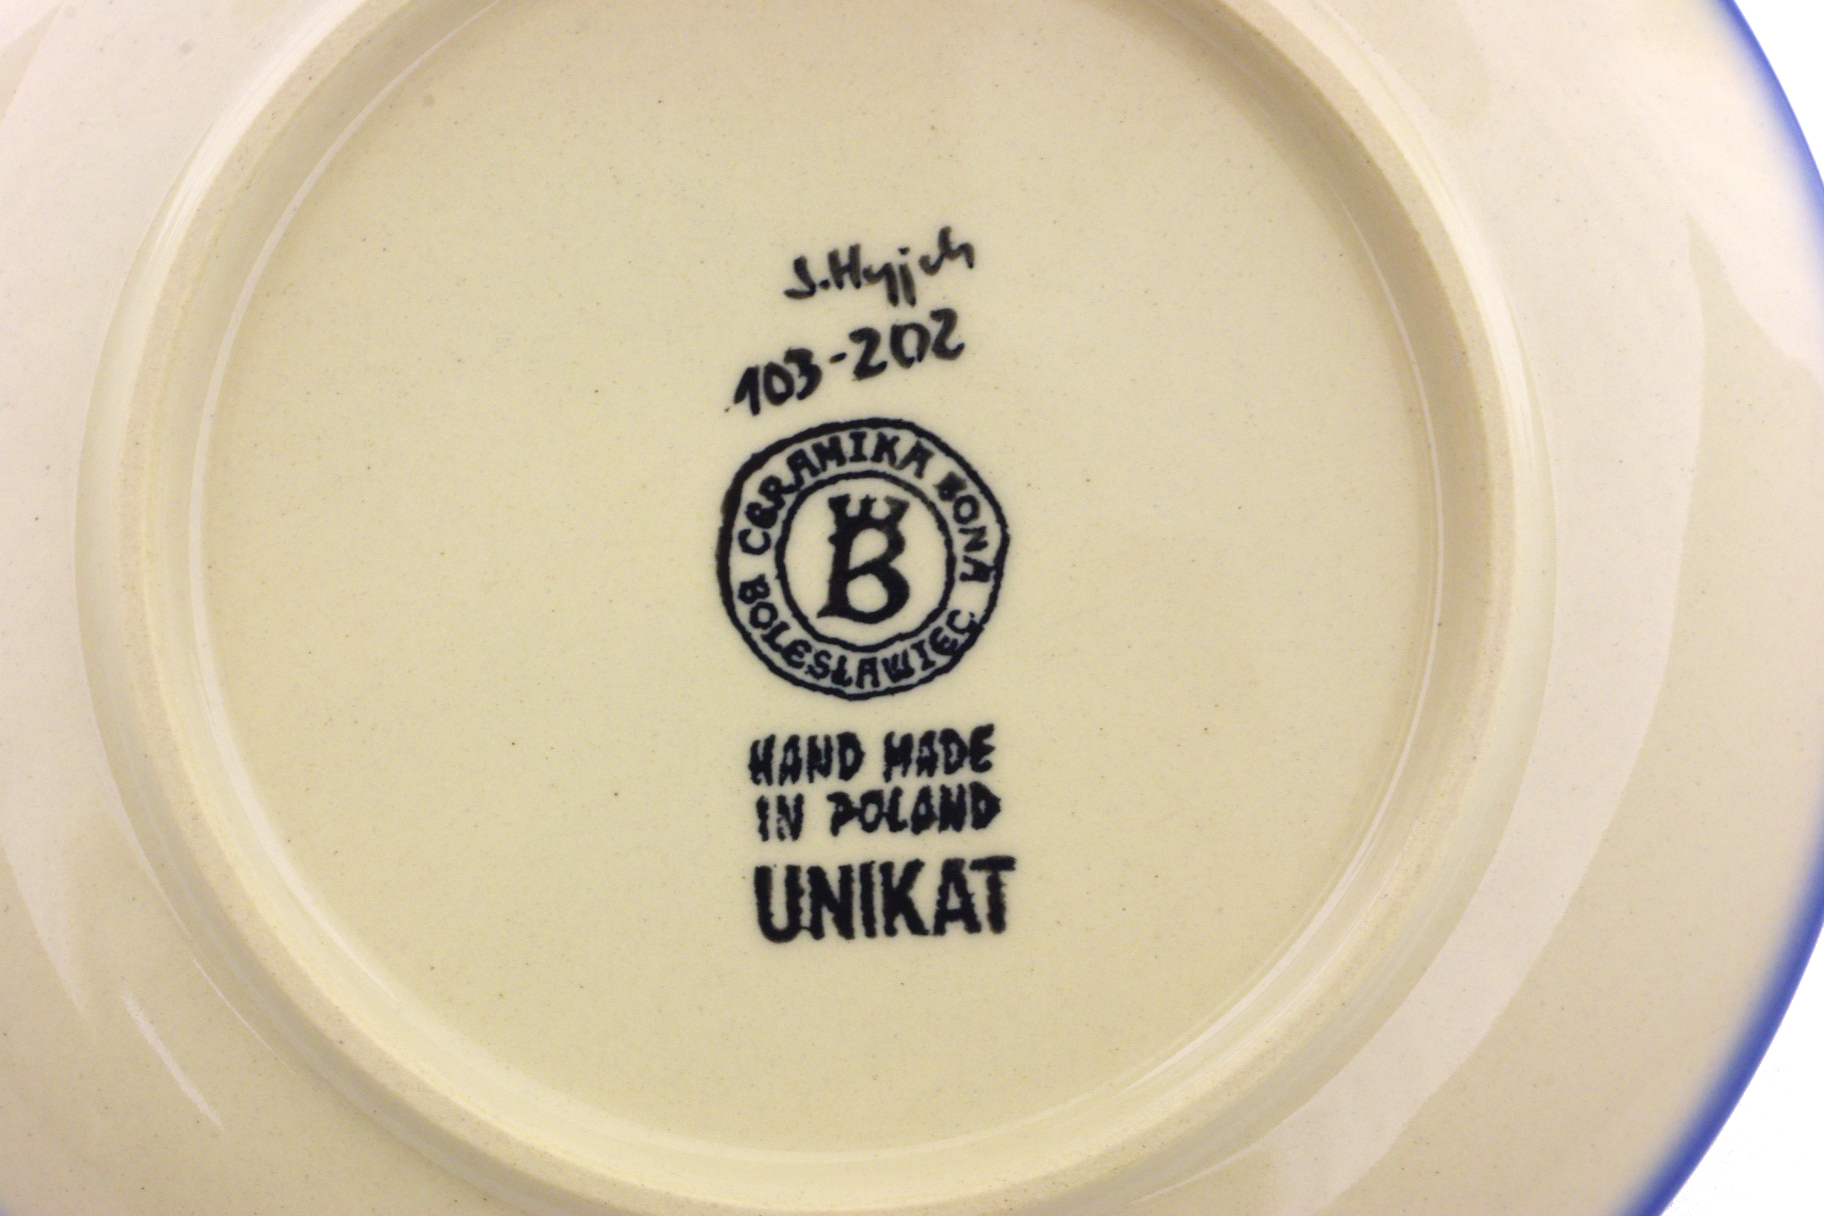 103-202
CERAMIKA BONA
B
BOLESŁAWIEC
HAND MADE
IN POLAND
UNIKAT